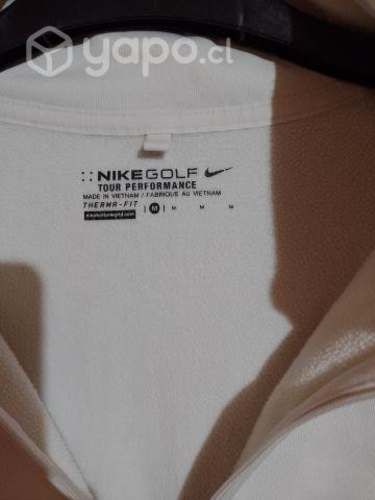 yapo.cl
::NIKEGOLF
TOUR PERFORMANCE
MADE IN VIETNAM / FABRIQUÉ AU VIETNAM
THERMA-FIT | M | M M M